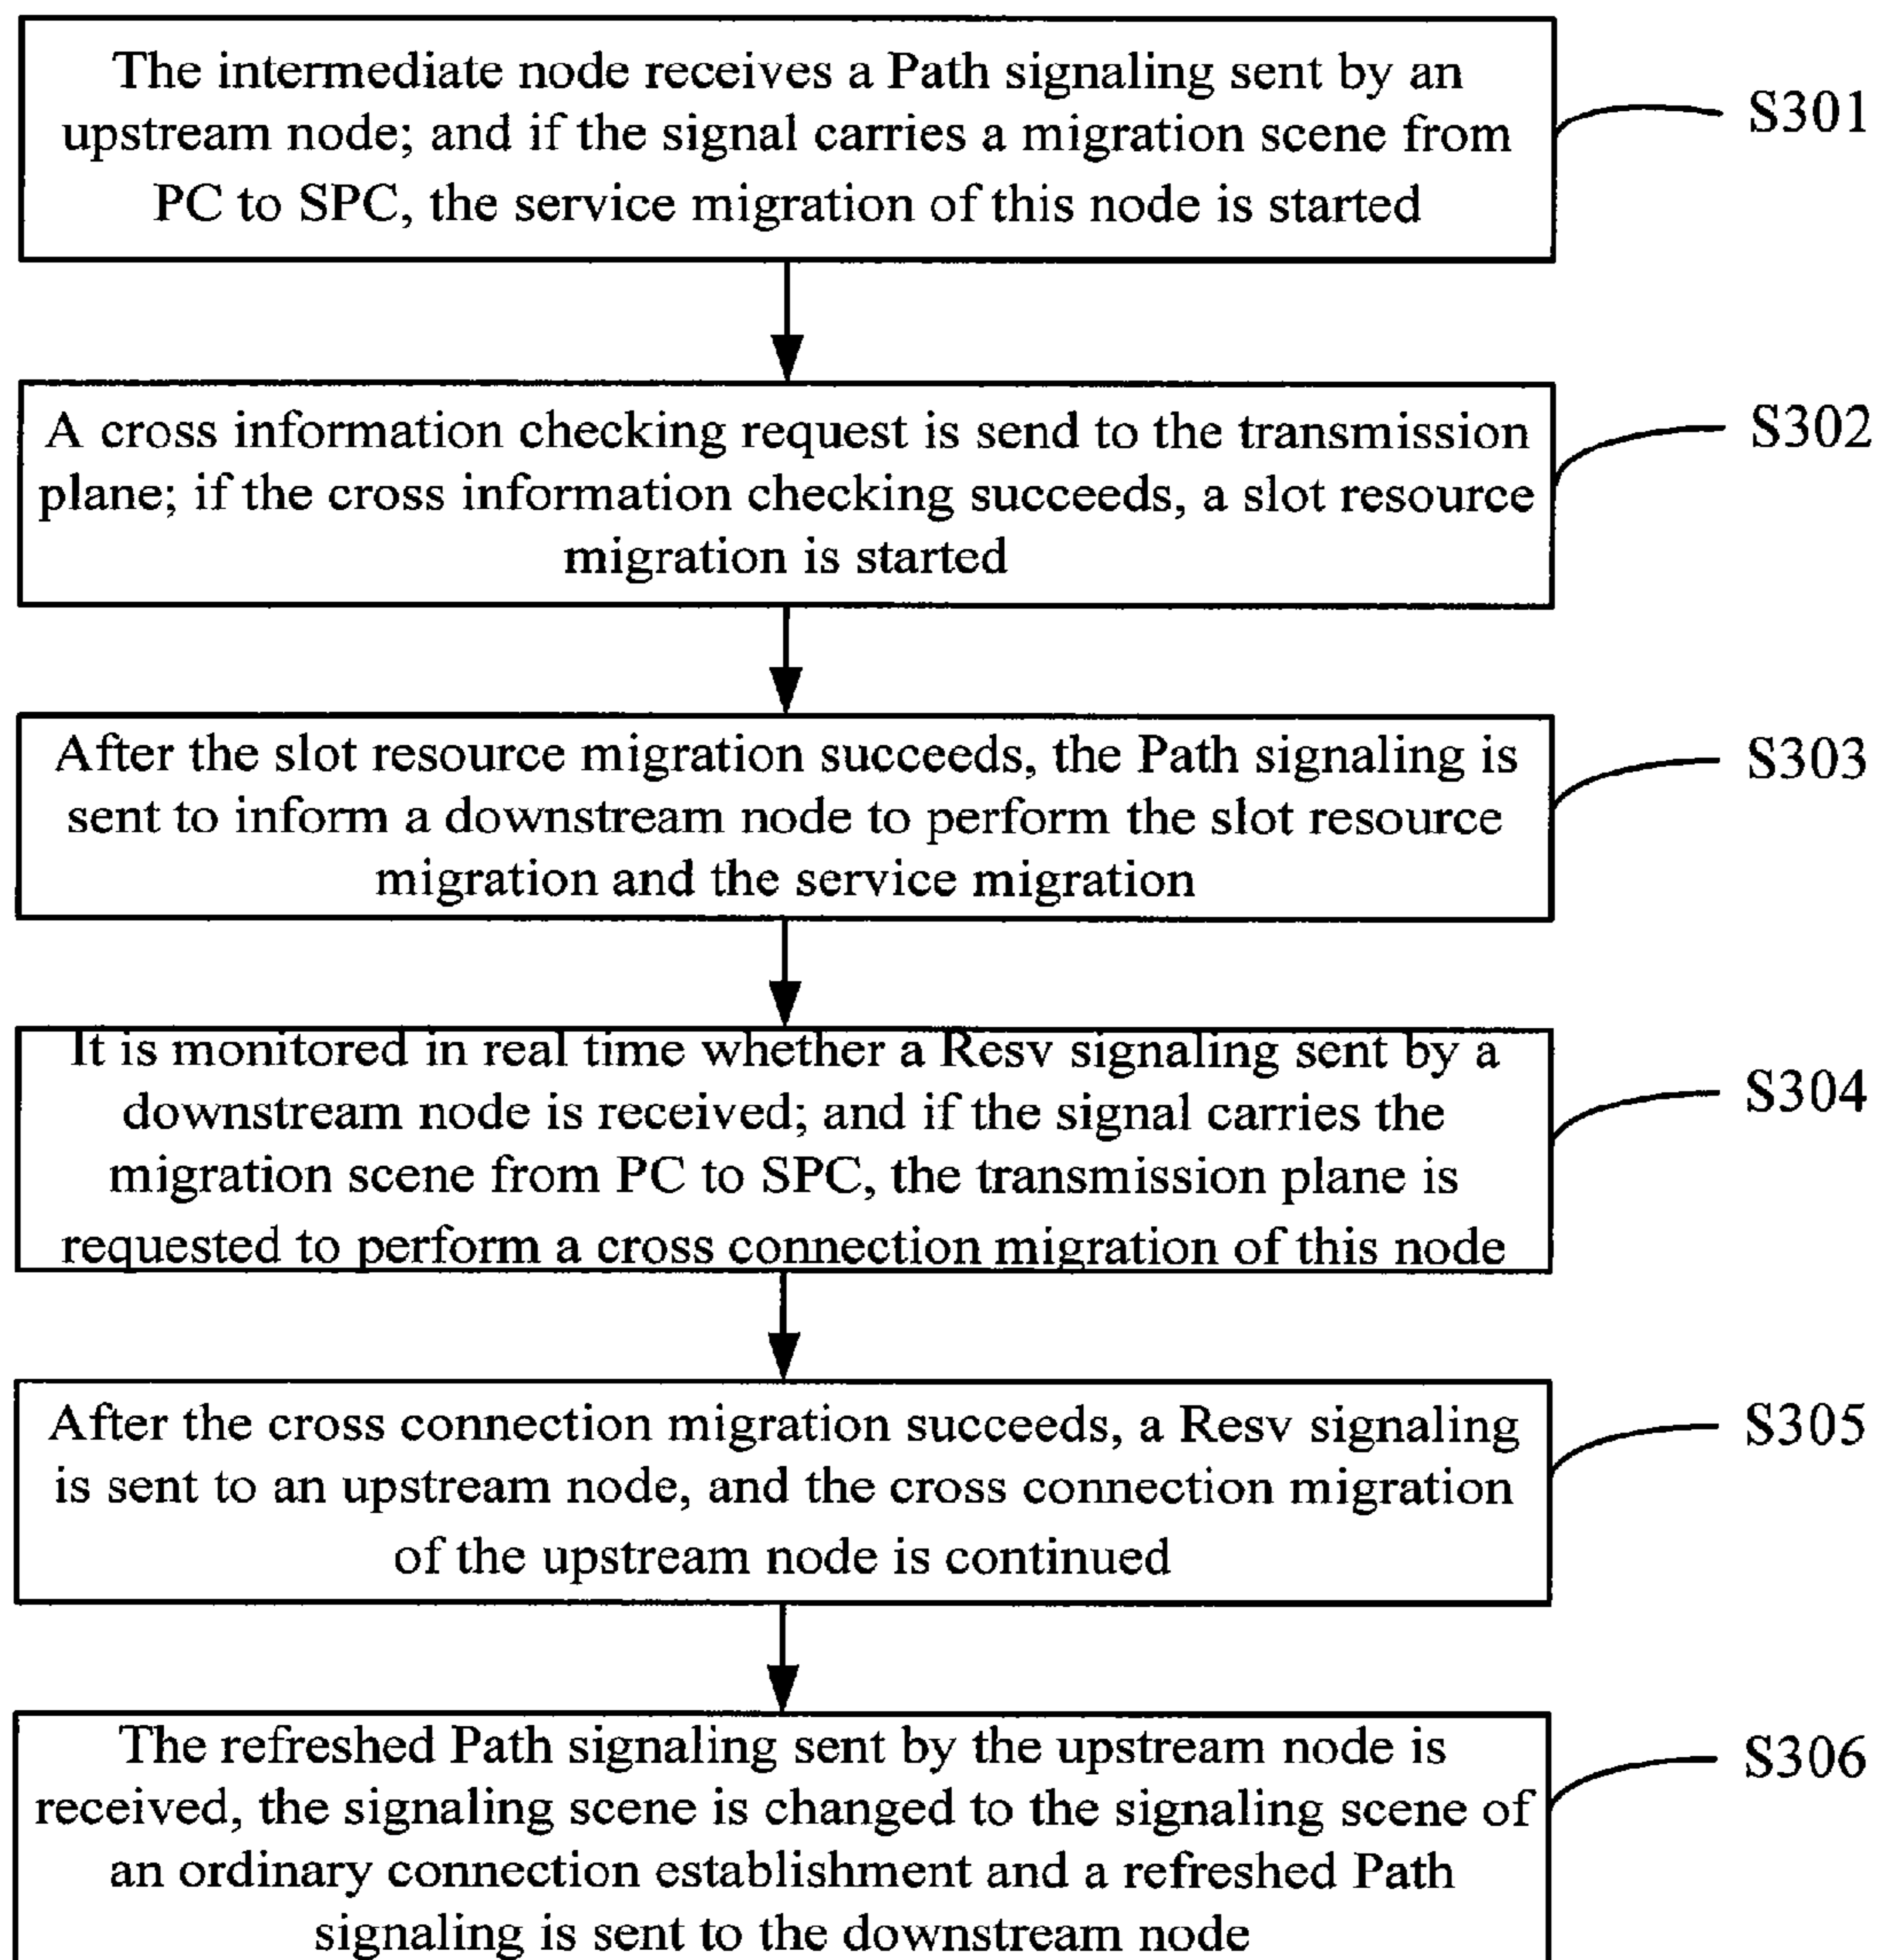 The intermediate node receives a Path signaling sent by an
upstream node; and if the signal carries a migration scene from
PC to SPC, the service migration of this node is started
S301
A cross information checking request is send to the transmission
plane; if the cross information checking succeeds, a slot resource
migration is started
S302
After the slot resource migration succeeds, the Path signaling is
sent to inform a downstream node to perform the slot resource
migration and the service migration
S303
It is monitored in real time whether a Resv signaling sent by a
downstream node is received; and if the signal carries the
migration scene from PC to SPC, the transmission plane is
requested to perform a cross connection migration of this node
S304
After the cross connection migration succeeds, a Resv signaling
is sent to an upstream node, and the cross connection migration
of the upstream node is continued
S305
The refreshed Path signaling sent by the upstream node is
received, the signaling scene is changed to the signaling scene of
an ordinary connection establishment and a refreshed Path
signaling is sent to the downstream node
S306